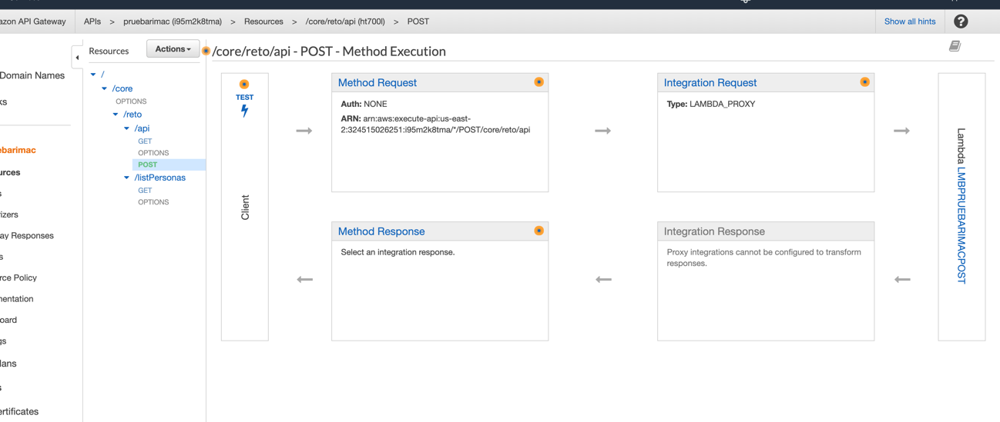 azon API Gateway
APIs > pruebarimac (i95m2k8tma) > Resources > /core/reto/api (ht700l) > POST
Show all hints
?
Resources
Actions
/core/reto/api - POST - Method Execution
Domain Names
ks
ebarimac
urces
s
izers
ay Responses
s
rce Policy
nentation
oard
gs
lans
s
ertificates
/
/core
OPTIONS
/reto
/api
GET
OPTIONS
POST
/listPersonas
GET
OPTIONS
TEST
Client
Method Request
Auth: NONE
ARN: arn:aws:execute-api:us-east-
2:324515026251:i95m2k8tma/*/POST/core/reto/api
Integration Request
Type: LAMBDA_PROXY
Lambda LMBPRUEBARIMACPOST
Method Response
Select an integration response.
Integration Response
Proxy integrations cannot be configured to transform
responses.